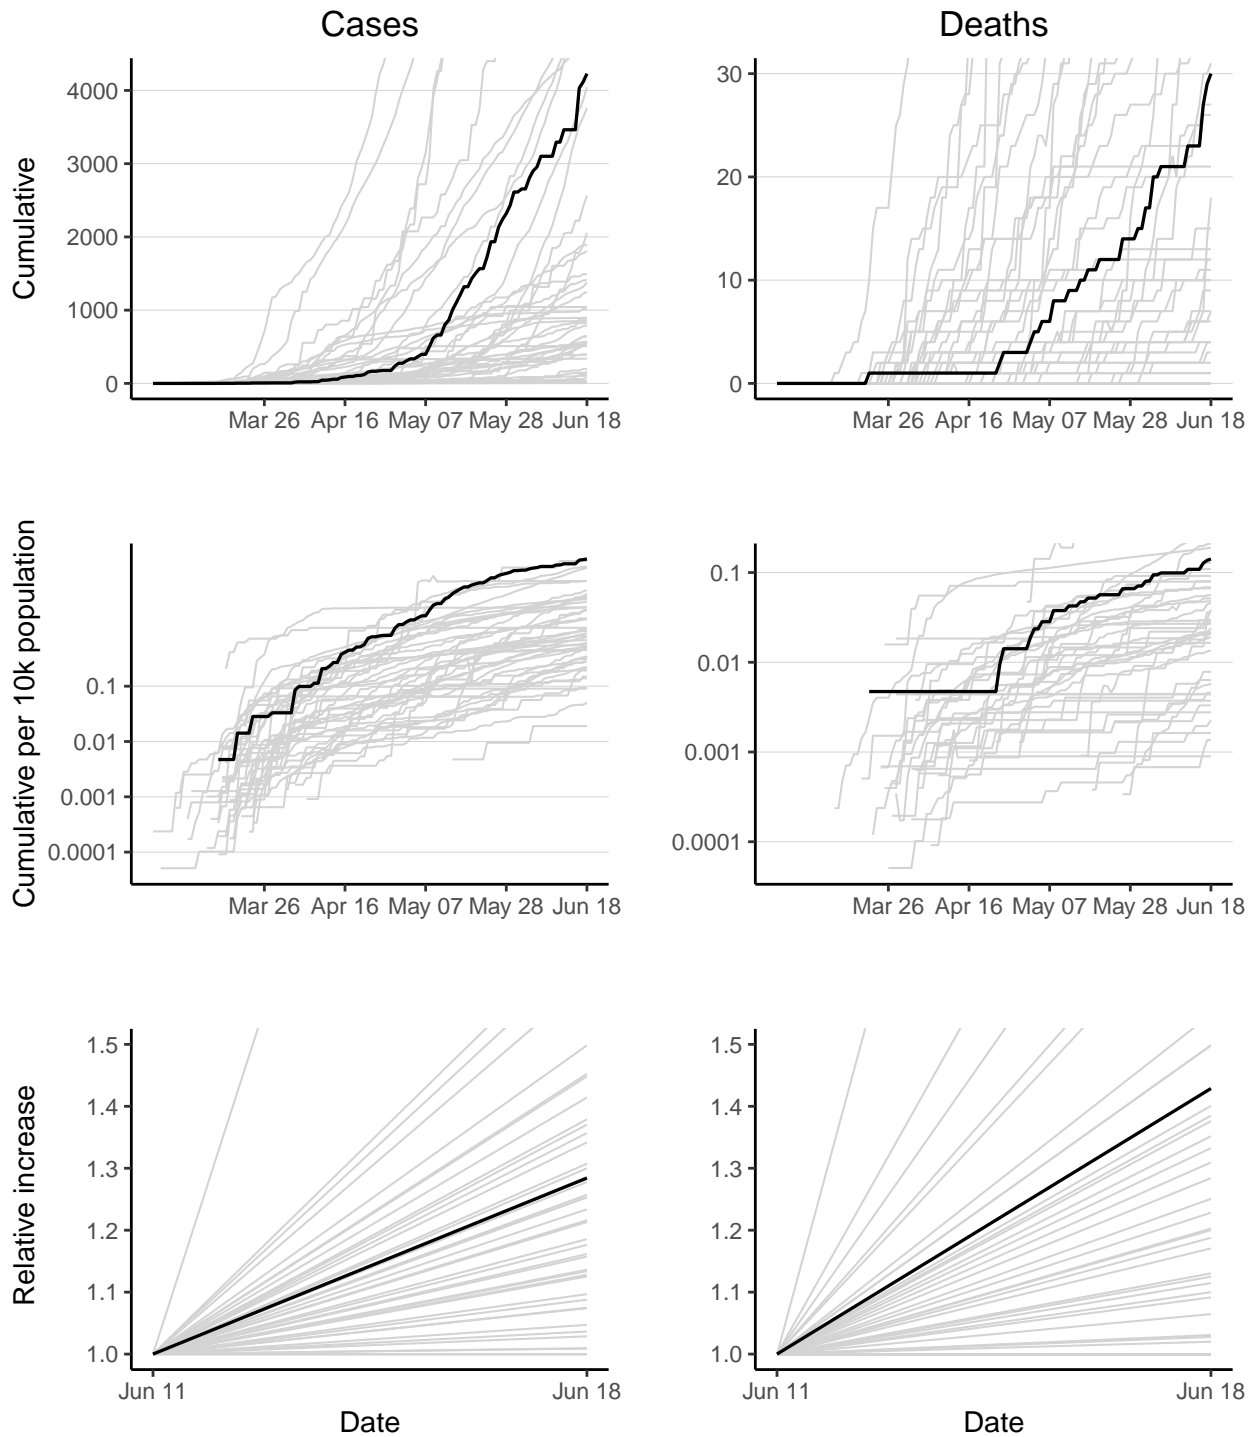 Cases
Deaths
Cumulative
4000
3000
2000
1000
0
Mar 26 Apr 16 May 07 May 28 Jun 18
30
20
10
0
Mar 26 Apr 16 May 07 May 28 Jun 18
Cumulative per 10k population
0.1
0.01
0.001
0.0001
Mar 26 Apr 16 May 07 May 28 Jun 18
0.1
0.01
0.001
0.0001
Mar 26 Apr 16 May 07 May 28 Jun 18
Relative increase
1.5
1.4
1.3
1.2
1.1
1.0
Jun 11 Jun 18
Date
1.5
1.4
1.3
1.2
1.1
1.0
Jun 11 Jun 18
Date